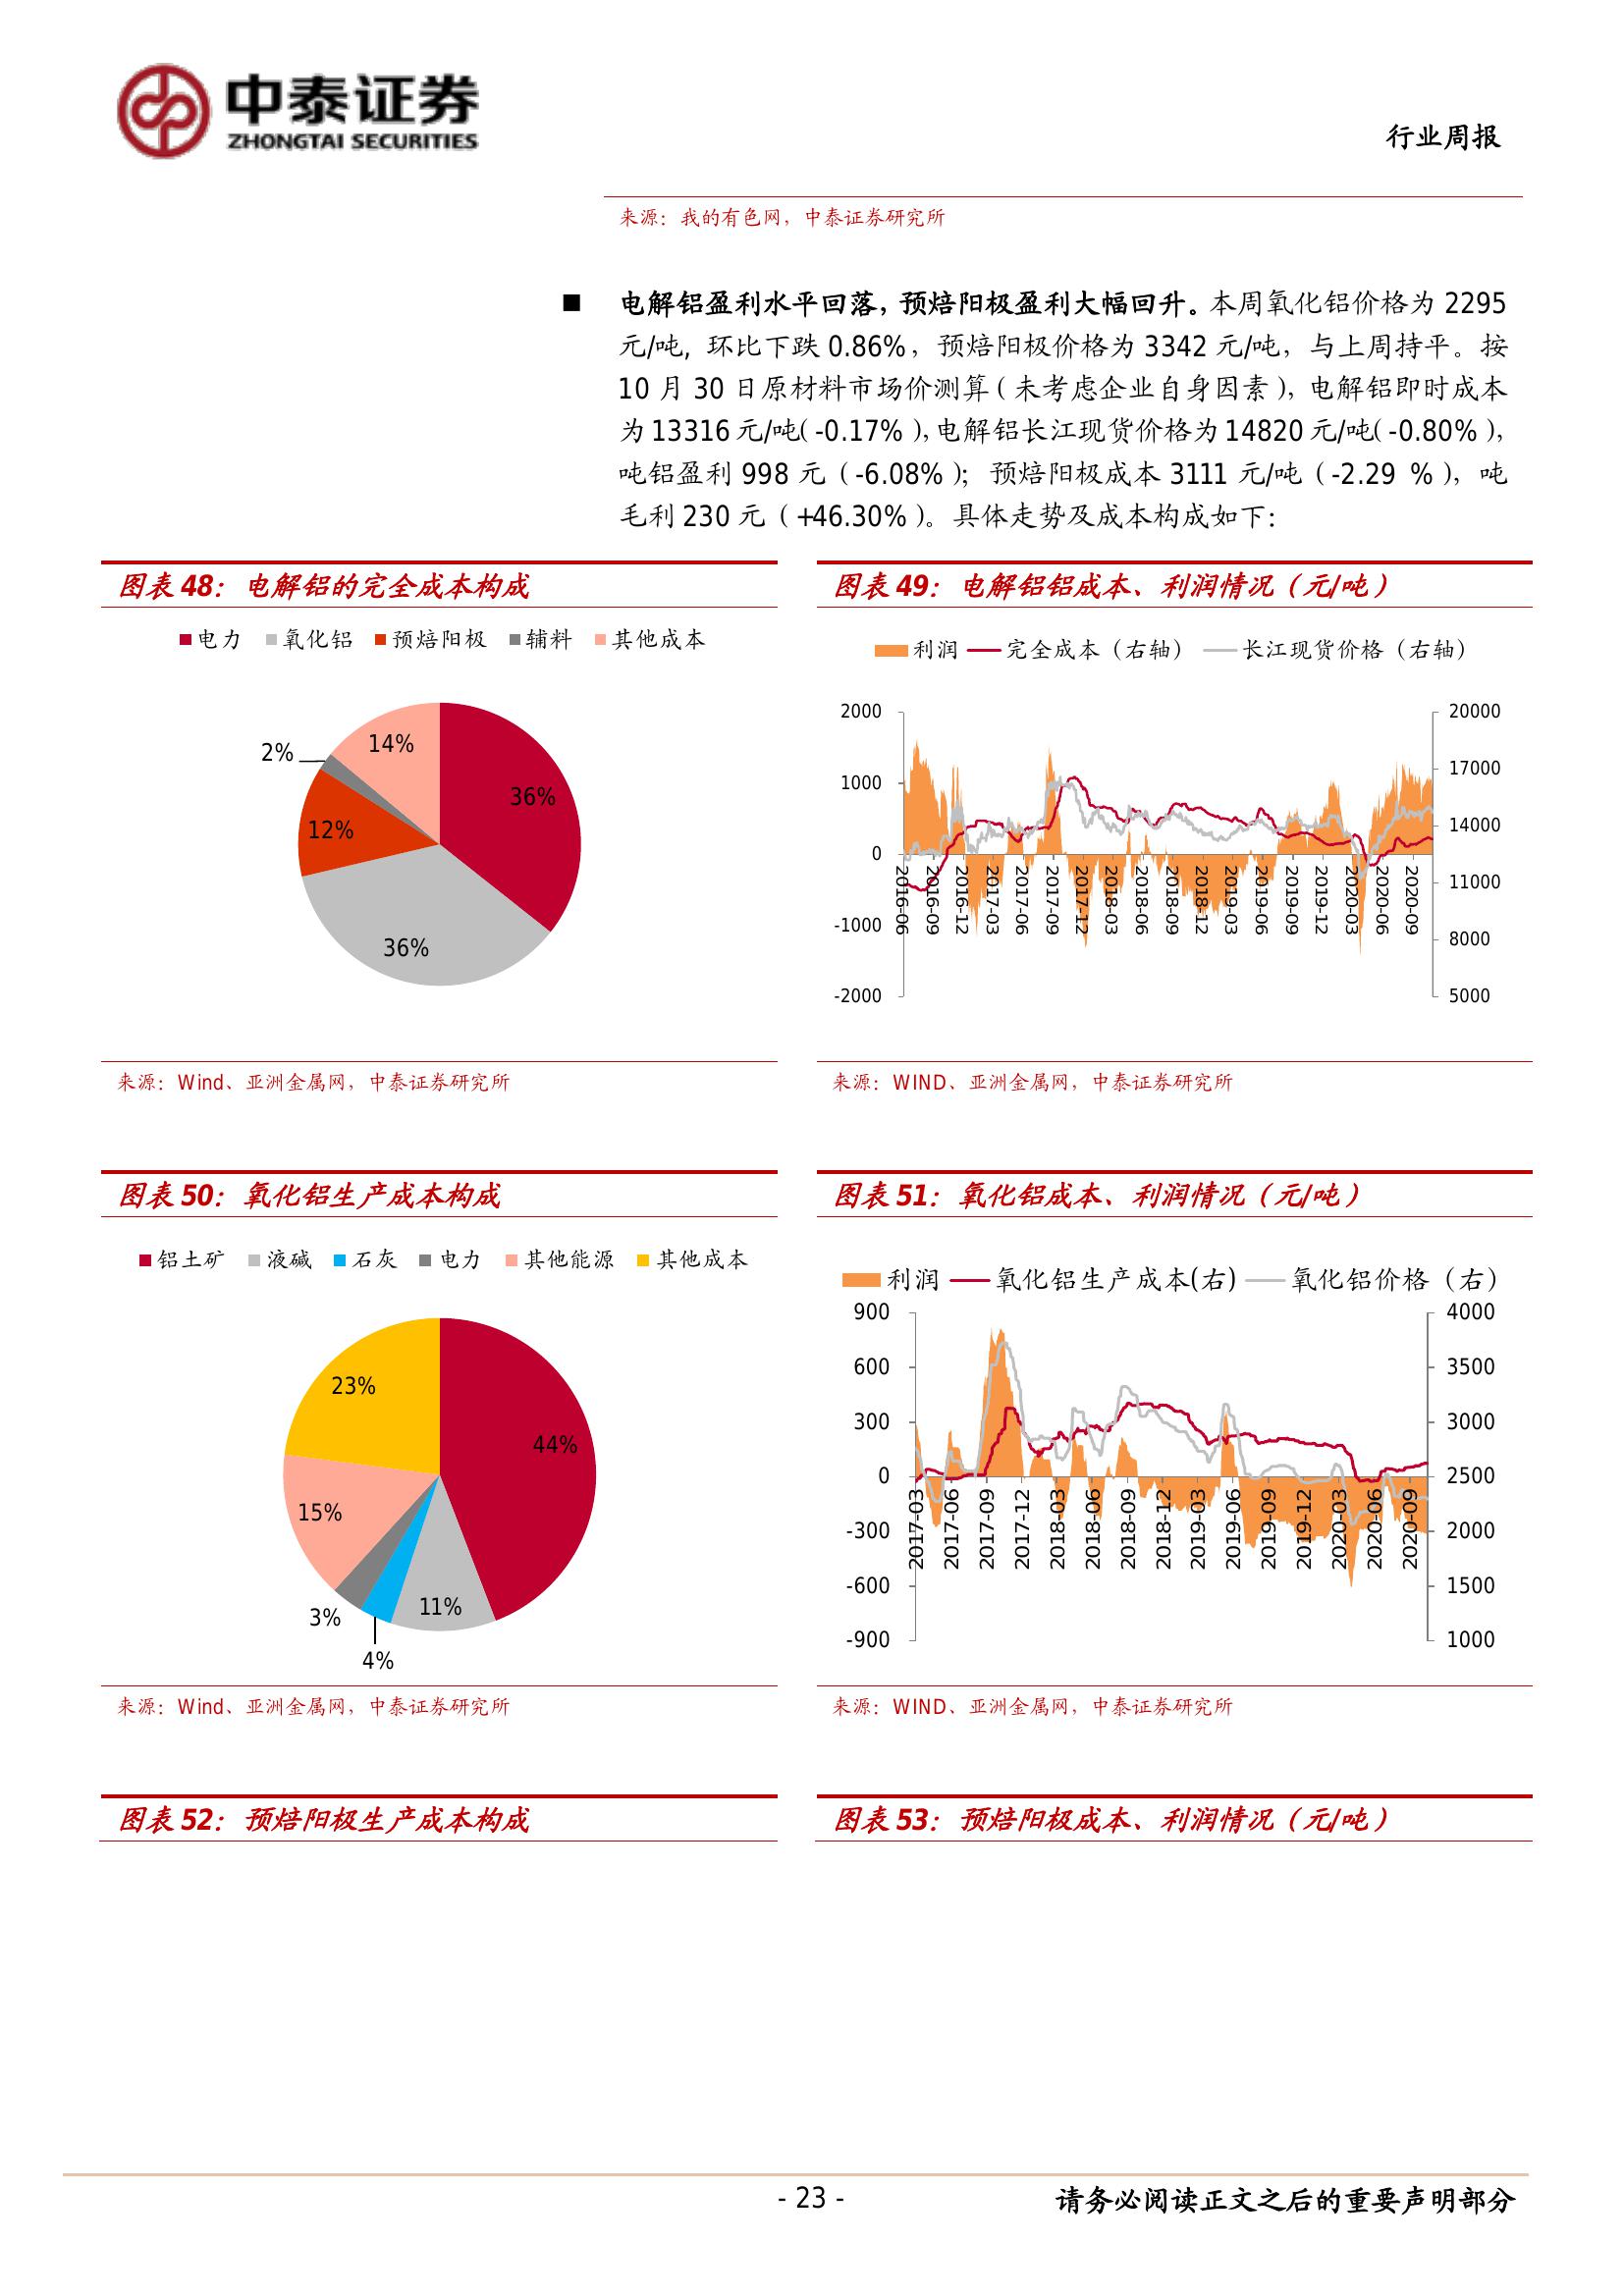 中泰证券
ZHONGTAI SECURITIES
行业周报
来源：我的有色网，中泰证券研究所
■ 电解铝盈利水平回落，预焙阳极盈利大幅回升。本周氧化铝价格为 2295
元/吨，环比下跌 0.86%，预焙阳极价格为 3342 元/吨，与上周持平。按
10 月 30 日原材料市场价测算（未考虑企业自身因素），电解铝即时成本
为 13316 元/吨（-0.17%），电解铝长江现货价格为 14820 元/吨（-0.80%），
吨铝盈利 998 元（-6.08%）；预焙阳极成本 3111 元/吨（-2.29 %），吨
毛利 230 元（+46.30%）。具体走势及成本构成如下：
图表 48：电解铝的完全成本构成
电力 氧化铝 预焙阳极 辅料 其他成本
14%
2%
36%
12%
36%
来源：Wind、亚洲金属网，中泰证券研究所
图表 49：电解铝铝成本、利润情况（元/吨）
利润 完全成本（右轴） 长江现货价格（右轴）
2000
1000
0
-1000
-2000
20000
17000
14000
11000
8000
5000
2016-06 2016-09 2016-12 2017-03 2017-06 2017-09 2017-12 2018-03 2018-06 2018-09 2018-12 2019-03 2019-06 2019-09 2019-12 2020-03 2020-06 2020-09
来源：WIND、亚洲金属网，中泰证券研究所
图表 50：氧化铝生产成本构成
铝土矿 液碱 石灰 电力 其他能源 其他成本
23%
44%
15%
11%
3%
4%
来源：Wind、亚洲金属网，中泰证券研究所
图表 51：氧化铝成本、利润情况（元/吨）
利润 氧化铝生产成本(右) 氧化铝价格（右）
900
600
300
0
-300
-600
-900
4000
3500
3000
2500
2000
1500
1000
2017-03 2017-06 2017-09 2017-12 2018-03 2018-06 2018-09 2018-12 2019-03 2019-06 2019-09 2019-12 2020-03 2020-06 2020-09
来源：WIND、亚洲金属网，中泰证券研究所
图表 52：预焙阳极生产成本构成
图表 53：预焙阳极成本、利润情况（元/吨）
- 23 -
请务必阅读正文之后的重要声明部分